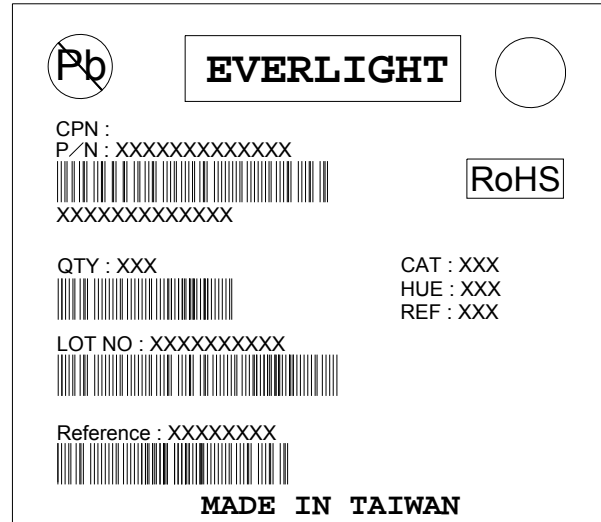 Pb
EVERLIGHT
CPN :
P/N : XXXXXXXXXXXXX
RoHS
XXXXXXXXXXXXX
QTY : XXX
CAT : XXX
HUE : XXX
REF : XXX
LOT NO : XXXXXXXXXX
Reference : XXXXXXXX
MADE IN TAIWAN